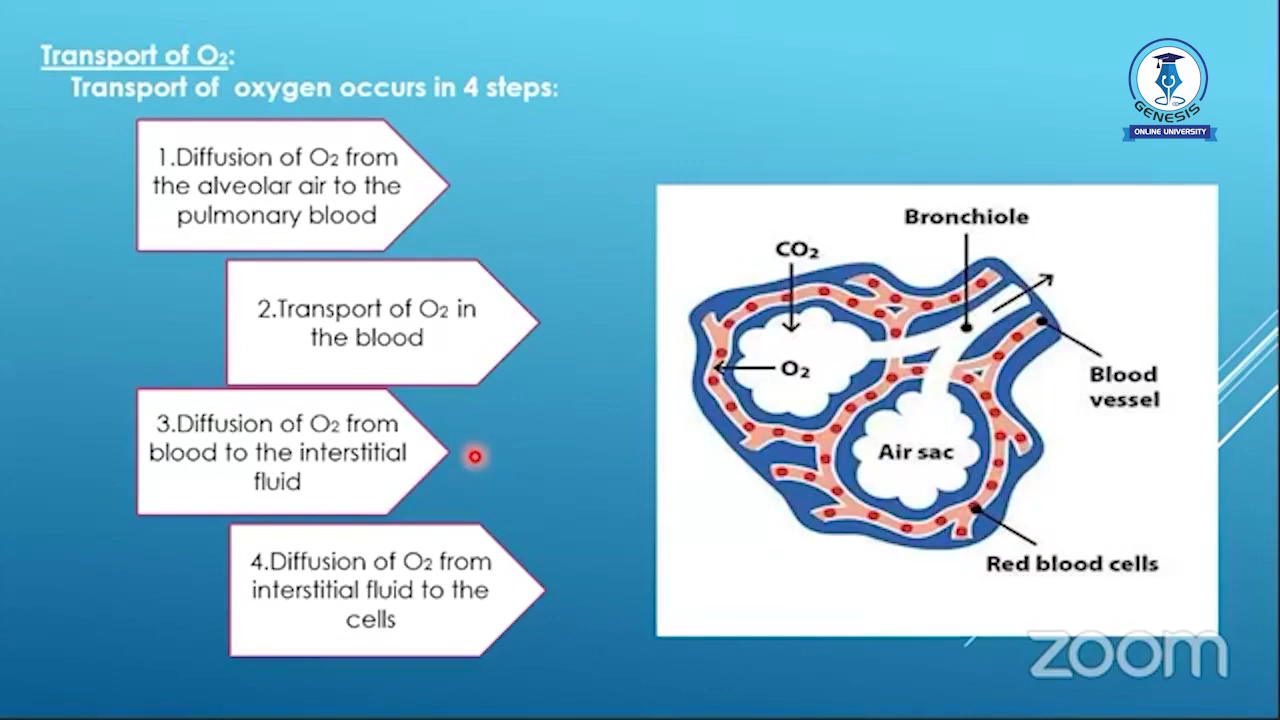 Transport of O₂:
Transport of oxygen occurs in 4 steps:
1.Diffusion of O₂ from
the alveolar air to the
pulmonary blood
2.Transport of O₂ in
the blood
3.Diffusion of O₂ from
blood to the interstitial
fluid
4.Diffusion of O₂ from
interstitial fluid to the
cells
GENESIS
ONLINE UNIVERSITY
Bronchiole
CO₂
O₂
Blood
vessel
Air sac
Red blood cells
zoom